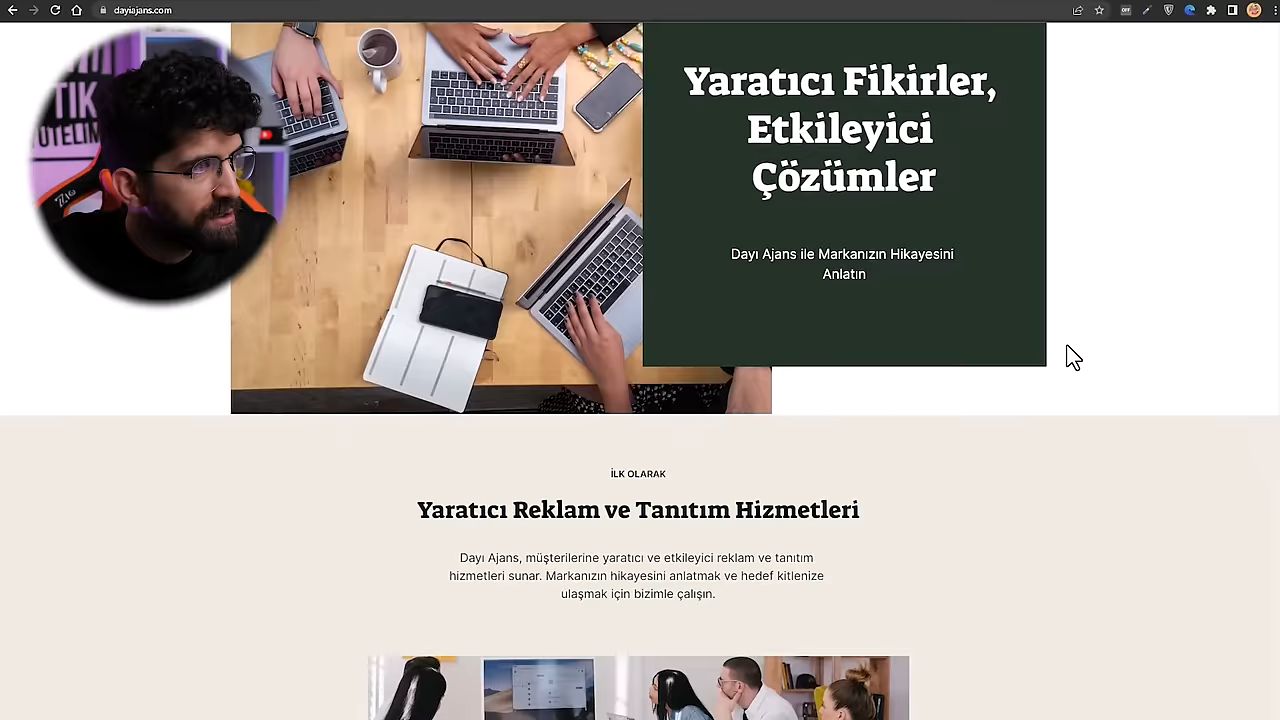 dayiajans.com
TIK
Yaratıcı Fikirler,
Etkileyici
Çözümler
Dayı Ajans ile Markanızın Hikayesini
Anlatın
İLK OLARAK
Yaratıcı Reklam ve Tanıtım Hizmetleri
Dayı Ajans, müşterilerine yaratıcı ve etkileyici reklam ve tanıtım
hizmetleri sunar. Markanızın hikayesini anlatmak ve hedef kitlenize
ulaşmak için bizimle çalışın.